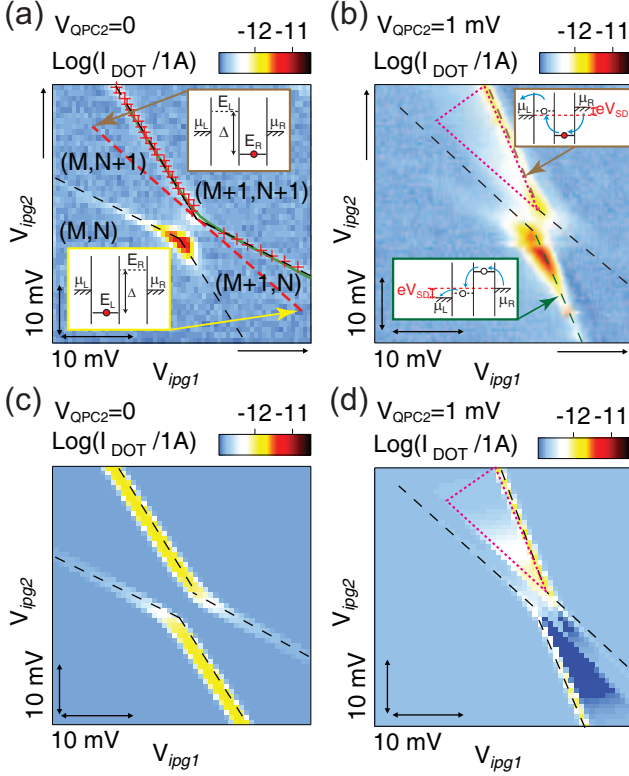 (a) V_QPC2=0
-12 -11
Log(I_DOT /1A)
E_L
μ_L Δ μ_R
E_R
(M,N+1)
(M+1,N+1)
(M,N)
E_R
μ_L Δ μ_R
E_L
(M+1,N)
V_ipg2
10 mV
10 mV
V_ipg1
(b) V_QPC2=1 mV
-12 -11
Log(I_DOT /1A)
μ_L μ_R
eV_SD
eV_SD
μ_L μ_R
V_ipg2
10 mV
10 mV
V_ipg1
(c) V_QPC2=0
-12 -11
Log(I_DOT /1A)
V_ipg2
10 mV
10 mV
V_ipg1
(d) V_QPC2=1 mV
-12 -11
Log(I_DOT /1A)
V_ipg2
10 mV
10 mV
V_ipg1